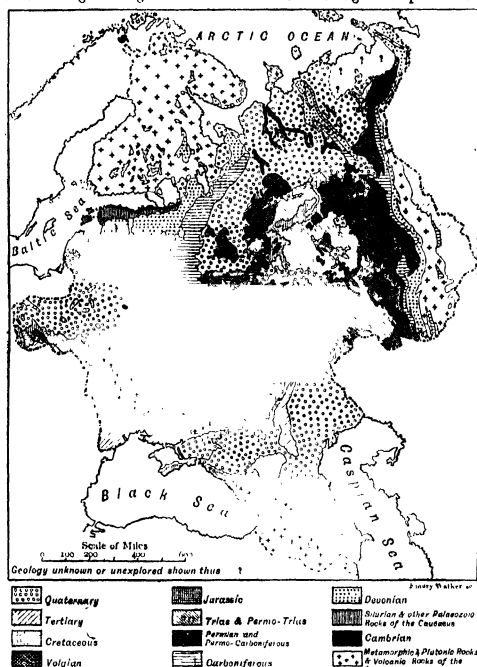 ARCTIC OCEAN
Baltic Sea
Black Sea
Caspian Sea
Scale of Miles
0 100 200 400
Geology unknown or unexplored shown thus ?
Emery Walker sc.
Quaternary
Tertiary
Cretaceous
Volgian
Jurassic
Trias & Permo-Trias
Permian and
Permo-Carboniferous
Carboniferous
Devonian
Silurian & other Palaeozoic
Rocks of the Caucasus
Cambrian
Metamorphic & Plutonic Rocks
& Volcanic Rocks of the